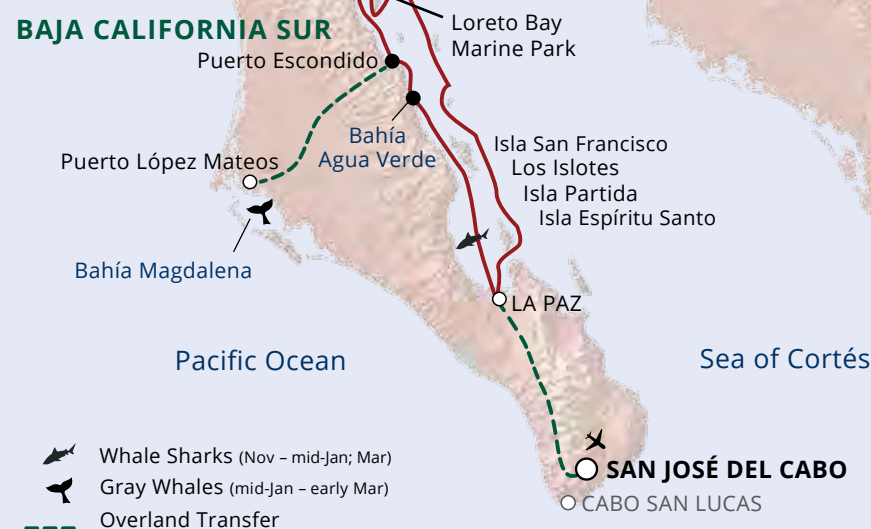 BAJA CALIFORNIA SUR
Loreto Bay
Marine Park
Puerto Escondido
Bahía
Agua Verde
Isla San Francisco
Los Islotes
Isla Partida
Isla Espíritu Santo
Puerto López Mateos
Bahía Magdalena
LA PAZ
Pacific Ocean
Sea of Cortés
Whale Sharks (Nov – mid-Jan; Mar)
Gray Whales (mid-Jan – early Mar)
Overland Transfer
SAN JOSÉ DEL CABO
CABO SAN LUCAS